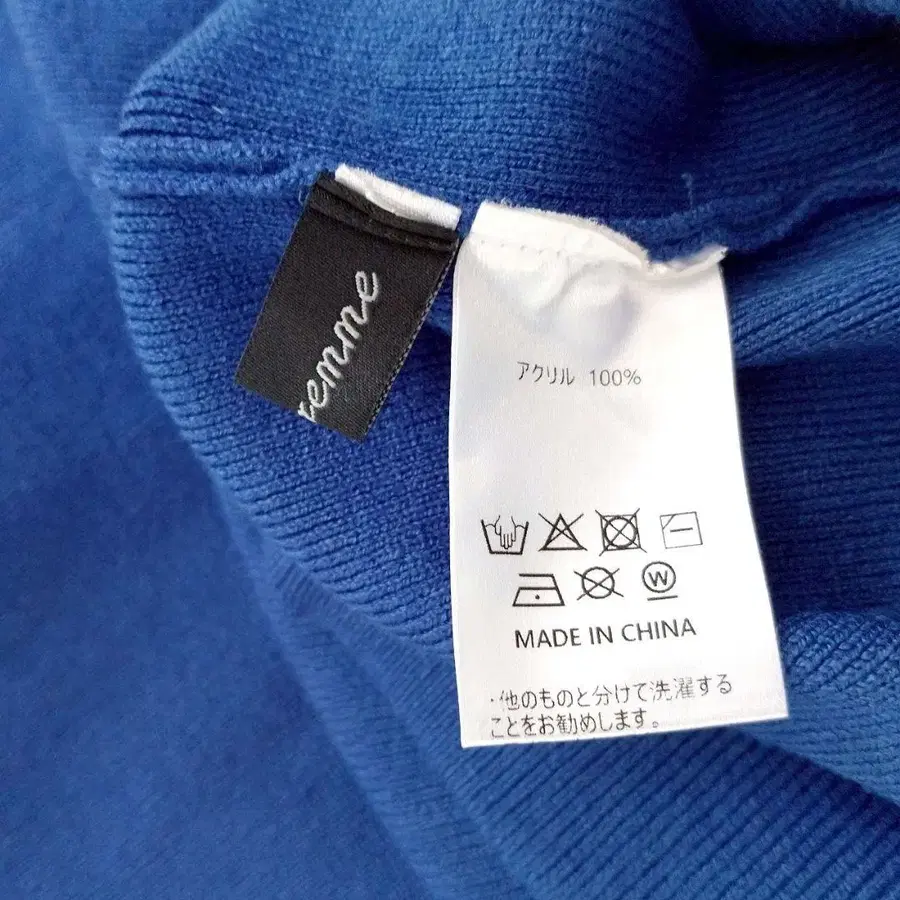 remme
アクリル 100%
W
MADE IN CHINA
・他のものと分けて洗濯する
ことをお勧めします。